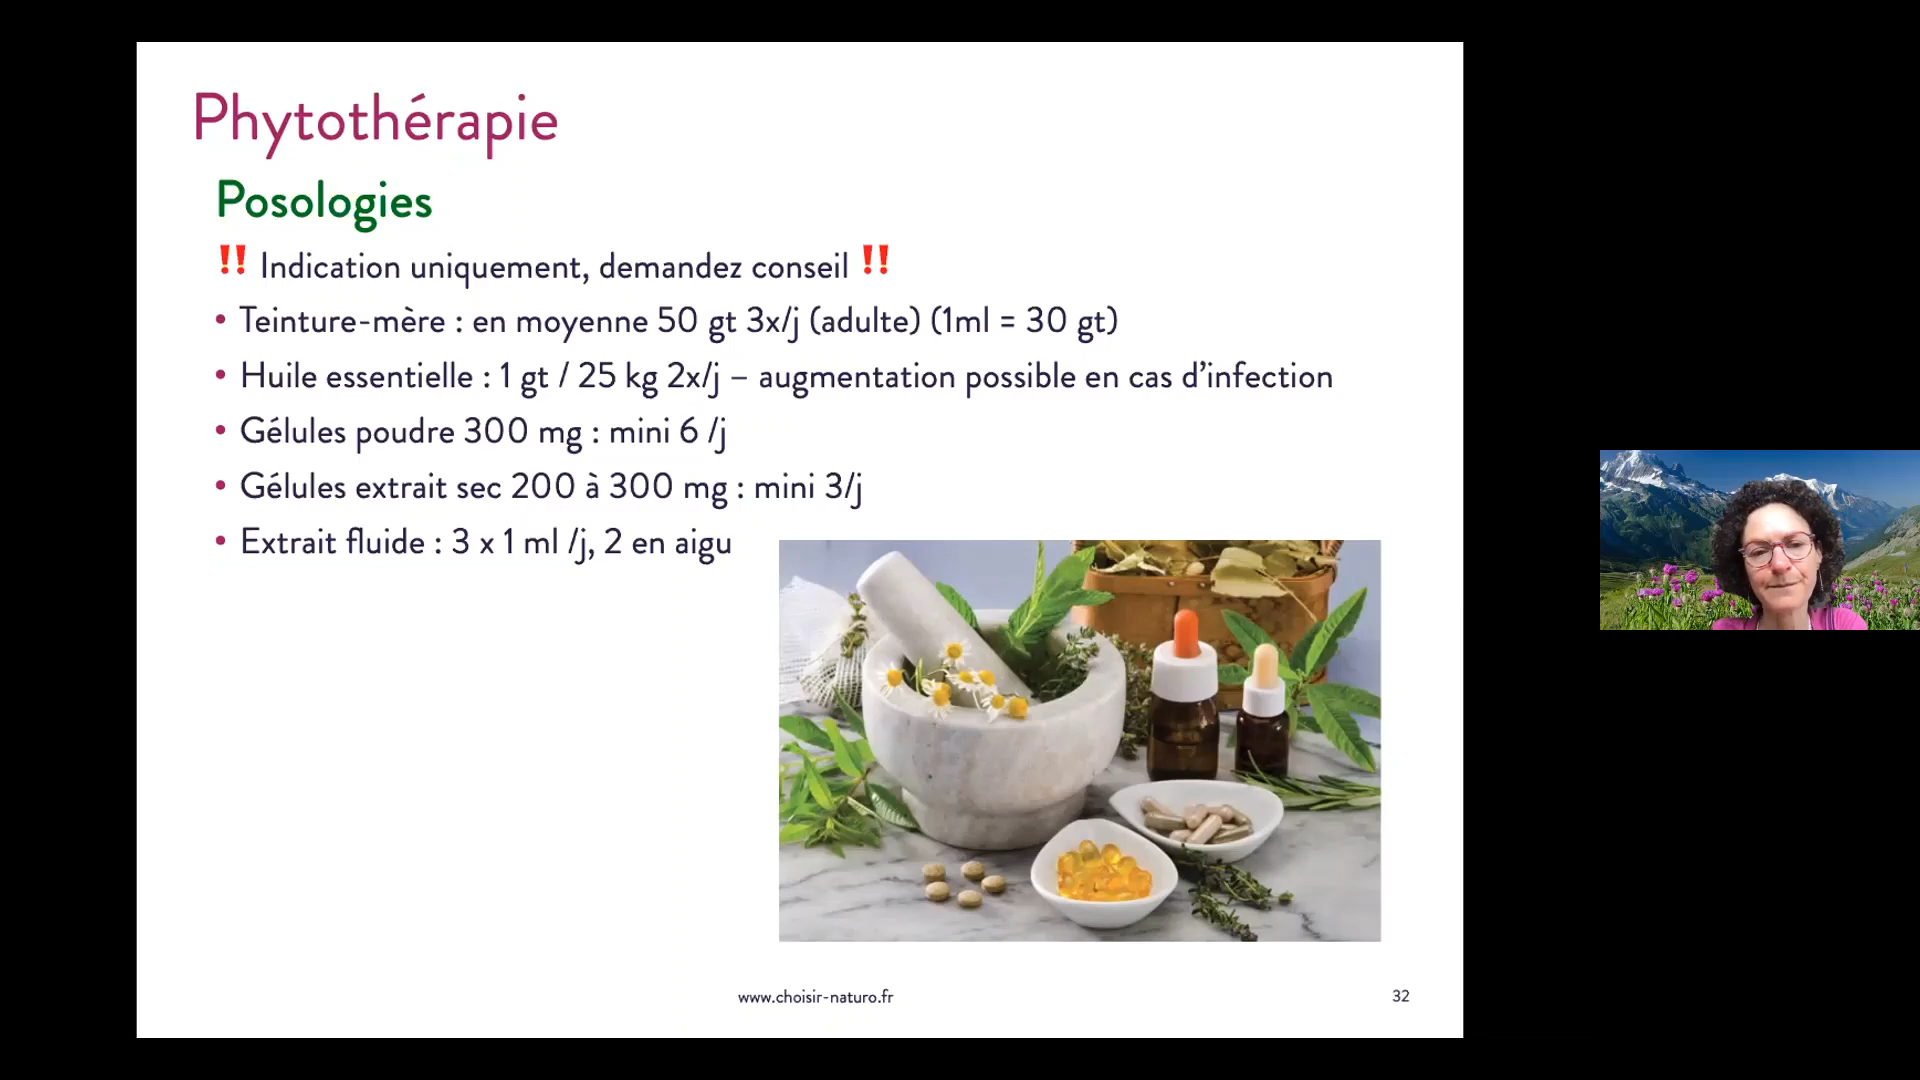 Phytothérapie
Posologies
‼ Indication uniquement, demandez conseil ‼
• Teinture-mère : en moyenne 50 gt 3x/j (adulte) (1ml = 30 gt)
• Huile essentielle : 1 gt / 25 kg 2x/j – augmentation possible en cas d’infection
• Gélules poudre 300 mg : mini 6 /j
• Gélules extrait sec 200 à 300 mg : mini 3/j
• Extrait fluide : 3 x 1 ml /j, 2 en aigu
www.choisir-naturo.fr
32